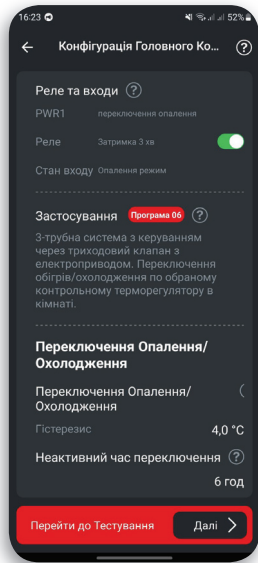 16:23 52%
Конфігурація Головного Ко...
Реле та входи
PWR1 переключення опалення
Реле Затримка 3 хв
Стан входу Опалення режим
Застосування Програма 06
3-трубна система з керуванням
через триходовий клапан з
електроприводом. Переключення
обігрів/охолодження по обраному
контрольному терморегулятору в
кімнаті.
Переключення Опалення/
Охолодження
Переключення Опалення/
Охолодження
Гістерезис 4,0 °C
Неактивний час переключення
6 год
Перейти до Тестування Далі